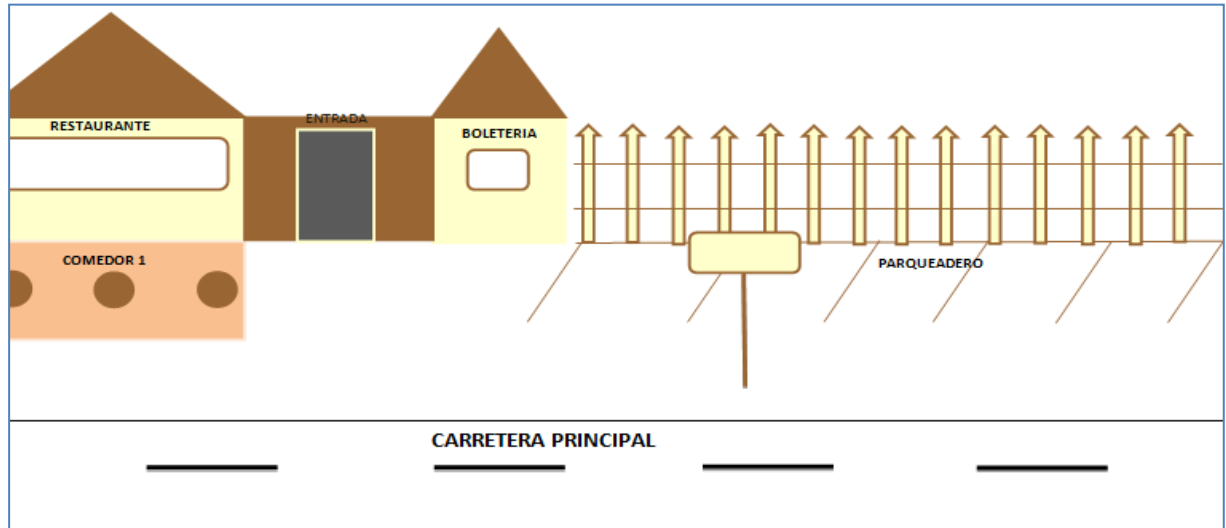 ENTRADA
RESTAURANTE
BOLETERIA
COMEDOR 1
PARQUEADERO
CARRETERA PRINCIPAL